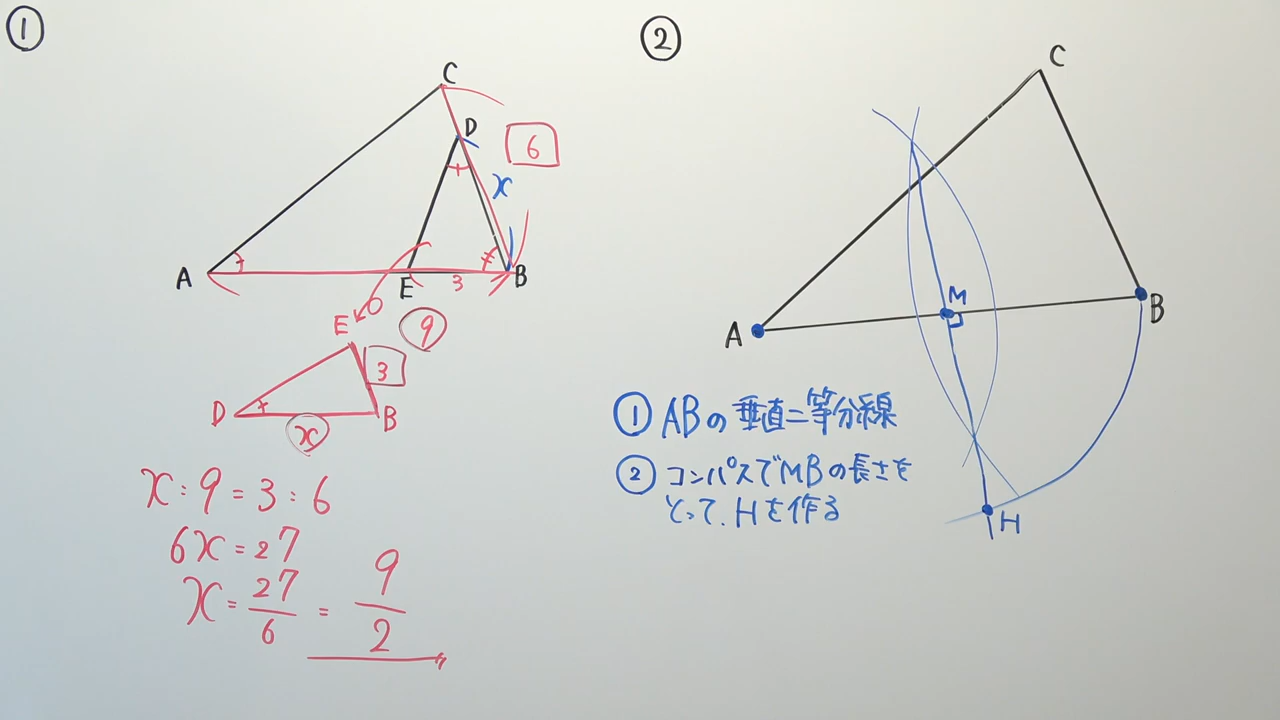 ①
C
D
6
x
A
E
3
B
9
E
3
D
x
B
x : 9 = 3 : 6
6x = 27
x = 27/6 = 9/2
②
C
M
A
B
H
① ABの垂直二等分線
② コンパスでMBの長さを
とって、Hを作る